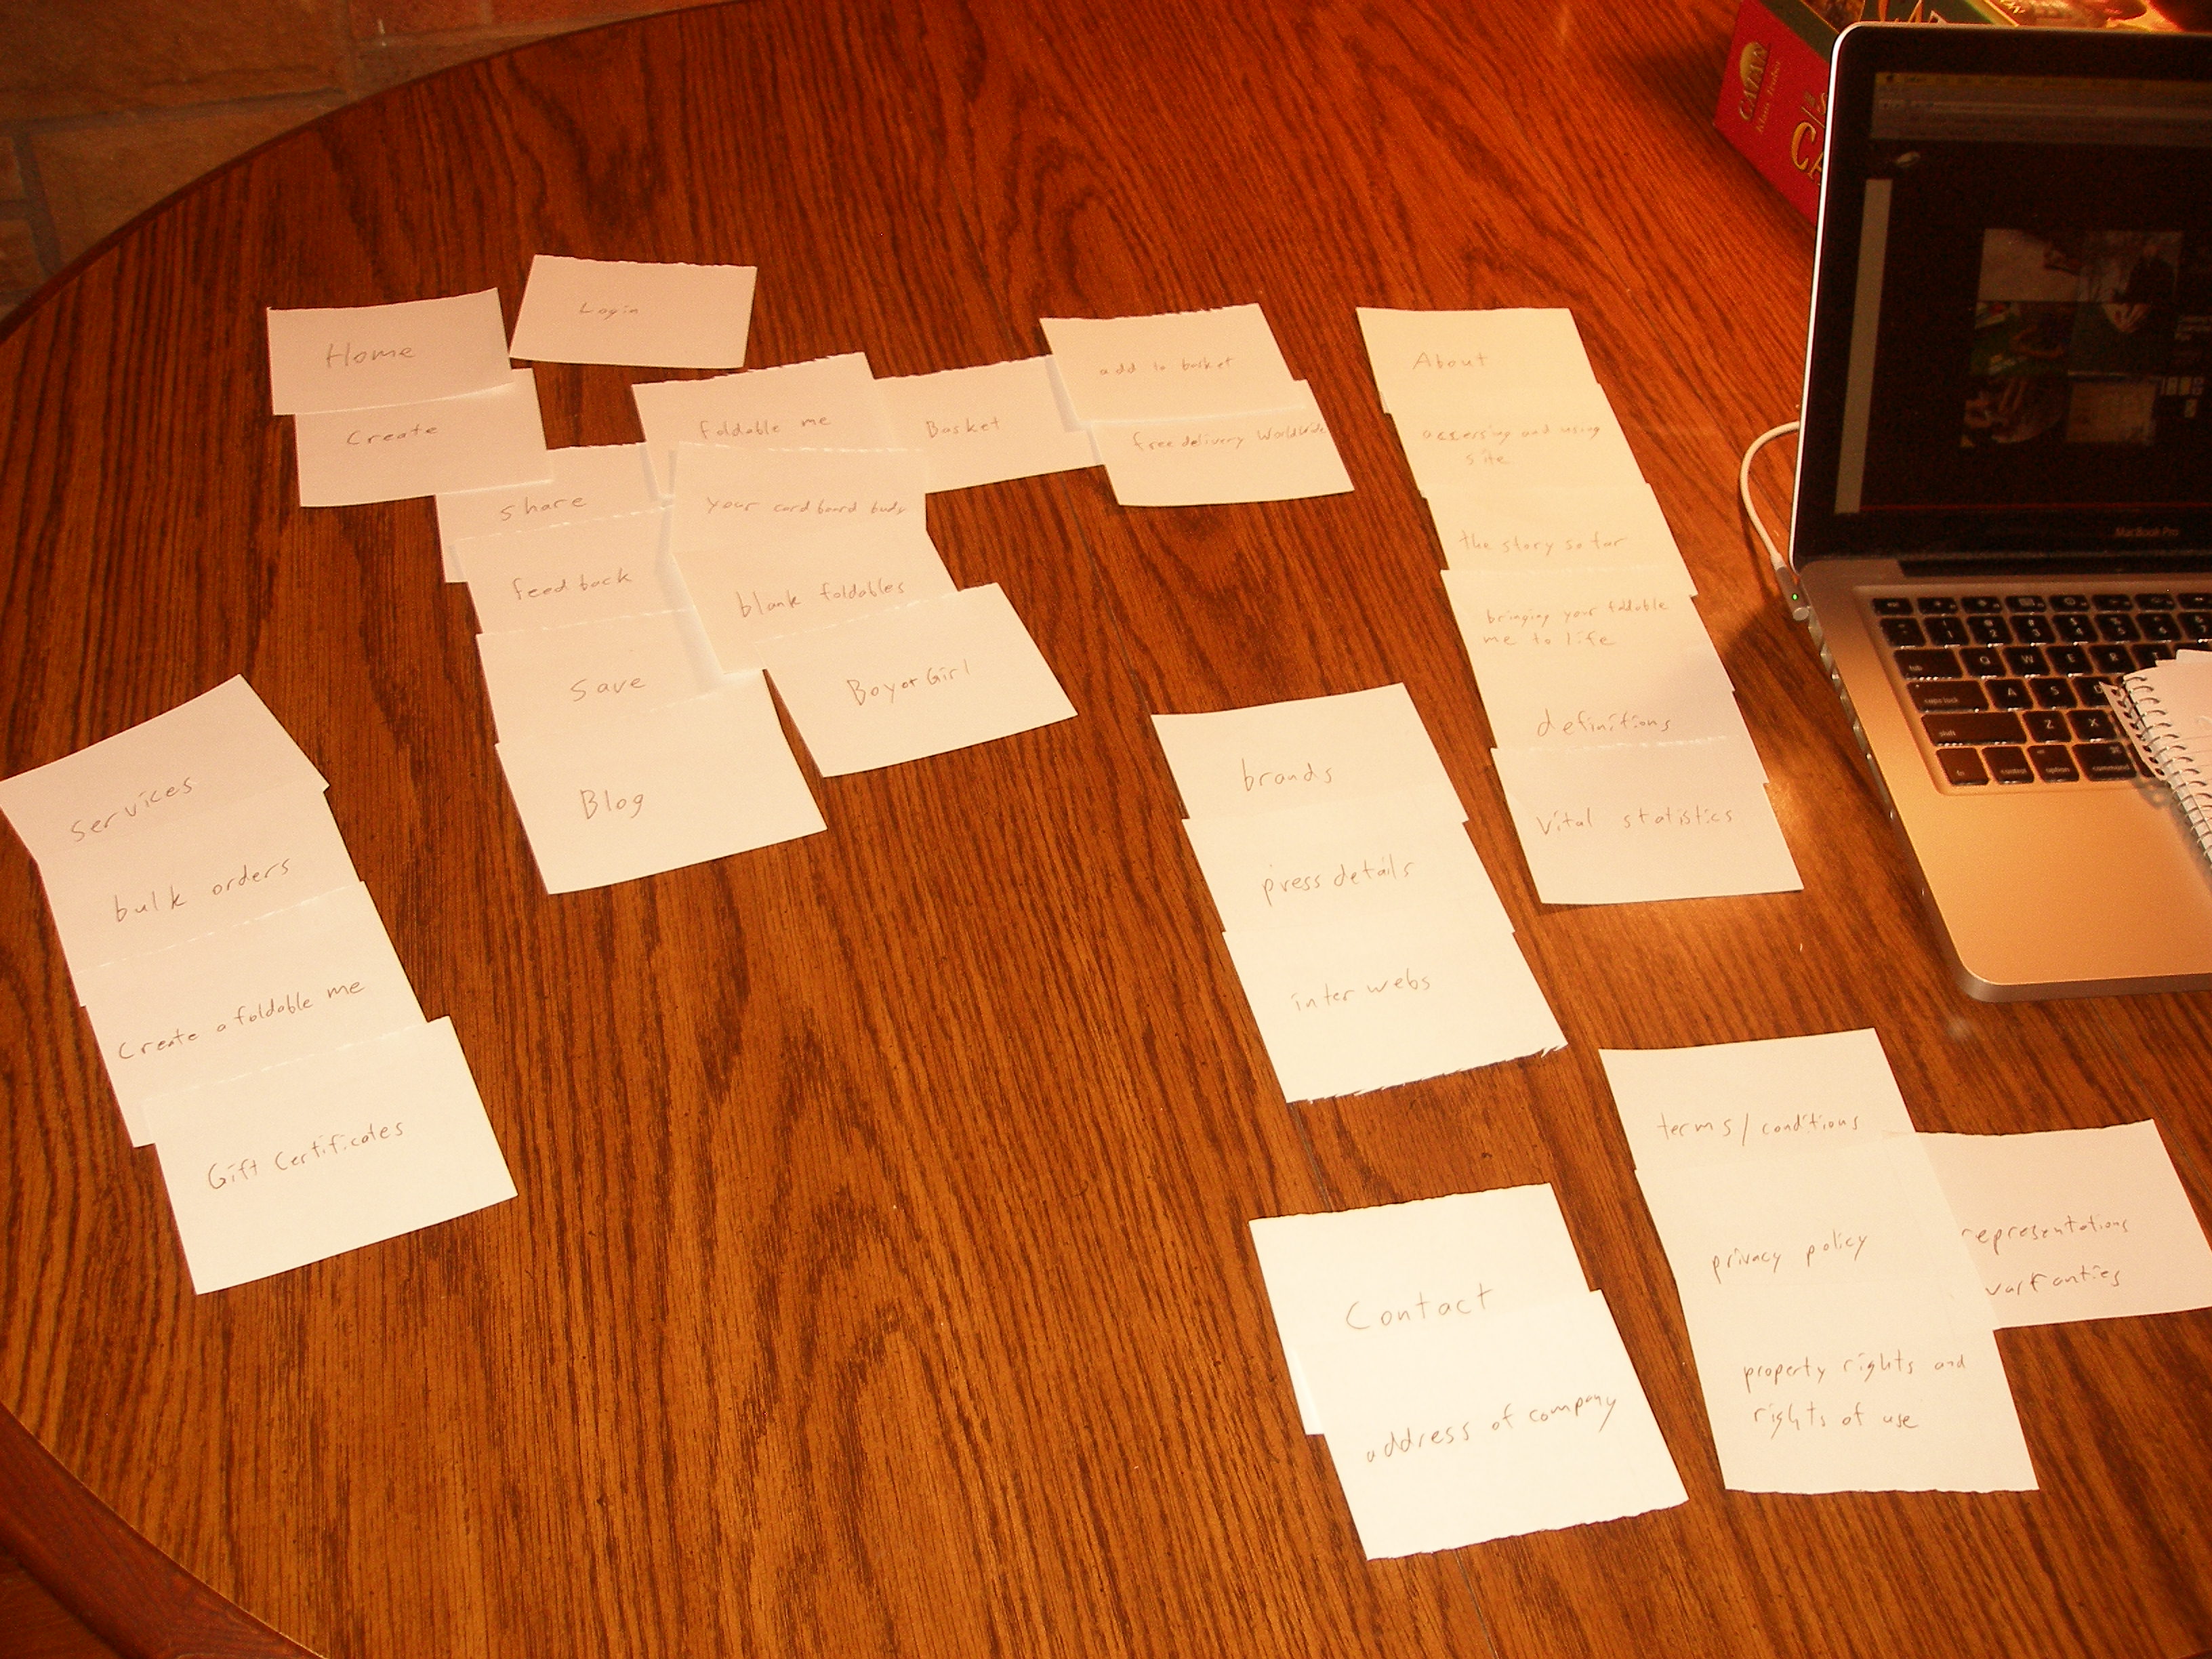 Home
Login
Create
share
feedback
save
Blog
foldable me
your cardboard buds
blank foldables
Boy or Girl
Basket
add to basket
free delivery Worldwide
About
accessing and using
site
the story so far
bringing your foldable
me to life
definitions
Vital statistics
Services
bulk orders
Create a foldable me
Gift Certificates
brands
press details
inter webs
Contact
address of company
terms/conditions
privacy policy
property rights and
rights of use
representations
warranties
CATAN
Klaus Teuber
MacBook Pro
Q W E R T
A S D
Z X